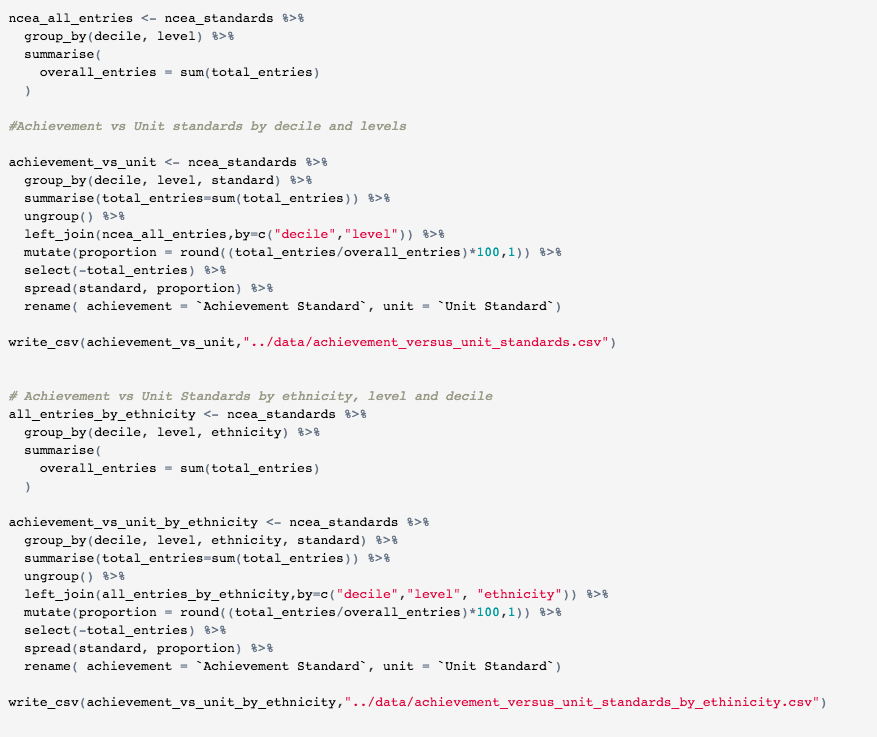 ncea_all_entries <- ncea_standards %>%
  group_by(decile, level) %>%
  summarise(
    overall_entries = sum(total_entries)
  )

#Achievement vs Unit standards by decile and levels

achievement_vs_unit <- ncea_standards %>%
  group_by(decile, level, standard) %>%
  summarise(total_entries=sum(total_entries)) %>%
  ungroup() %>%
  left_join(ncea_all_entries,by=c("decile","level")) %>%
  mutate(proportion = round((total_entries/overall_entries)*100,1)) %>%
  select(-total_entries) %>%
  spread(standard, proportion) %>%
  rename( achievement = `Achievement Standard`, unit = `Unit Standard`)

write_csv(achievement_vs_unit,"../data/achievement_versus_unit_standards.csv")


# Achievement vs Unit Standards by ethnicity, level and decile
all_entries_by_ethnicity <- ncea_standards %>%
  group_by(decile, level, ethnicity) %>%
  summarise(
    overall_entries = sum(total_entries)
  )

achievement_vs_unit_by_ethnicity <- ncea_standards %>%
  group_by(decile, level, ethnicity, standard) %>%
  summarise(total_entries=sum(total_entries)) %>%
  ungroup() %>%
  left_join(all_entries_by_ethnicity,by=c("decile","level", "ethnicity")) %>%
  mutate(proportion = round((total_entries/overall_entries)*100,1)) %>%
  select(-total_entries) %>%
  spread(standard, proportion) %>%
  rename( achievement = `Achievement Standard`, unit = `Unit Standard`)

write_csv(achievement_vs_unit_by_ethnicity,"../data/achievement_versus_unit_standards_by_ethinicity.csv")